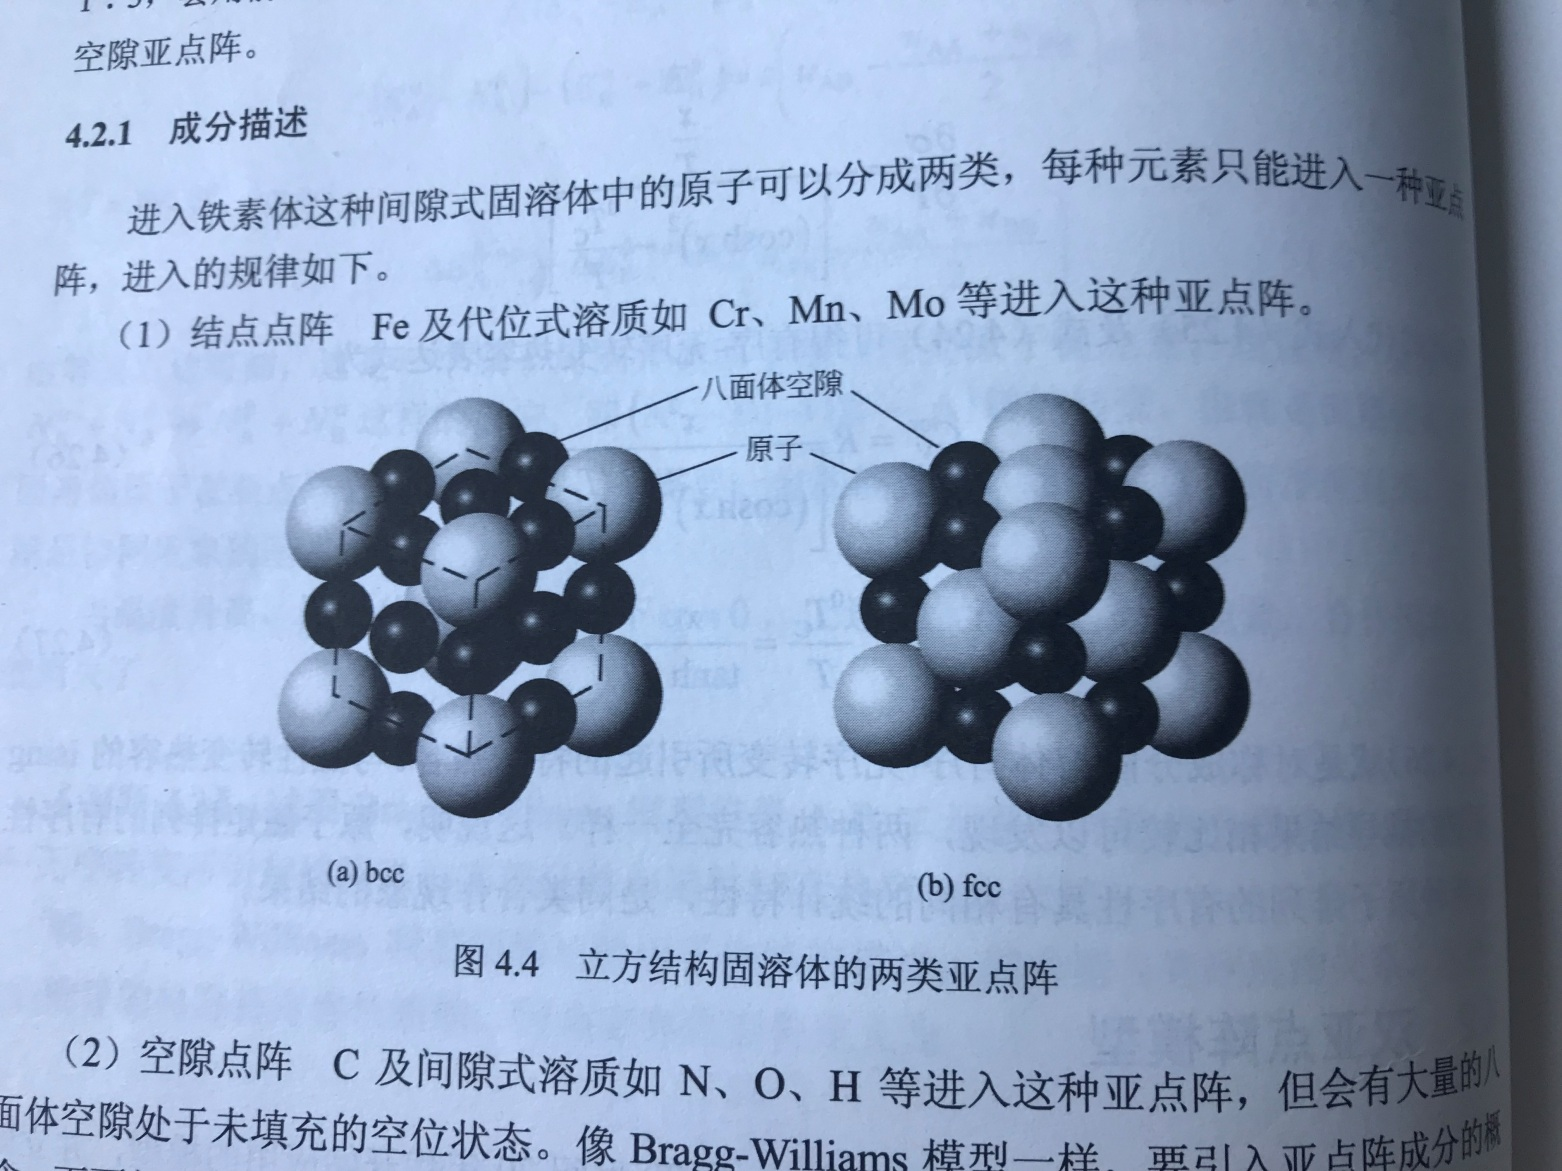 空隙亚点阵。
4.2.1 成分描述
进入铁素体这种间隙式固溶体中的原子可以分成两类，每种元素只能进入一种亚点
阵，进入的规律如下。
（1）结点点阵 Fe 及代位式溶质如 Cr、Mn、Mo 等进入这种亚点阵。
八面体空隙
原子
(a) bcc
(b) fcc
图 4.4 立方结构固溶体的两类亚点阵
（2）空隙点阵 C 及间隙式溶质如 N、O、H 等进入这种亚点阵，但会有大量的八
面体空隙处于未填充的空位状态。像 Bragg-Williams 模型一样，要引入亚点阵成分的概